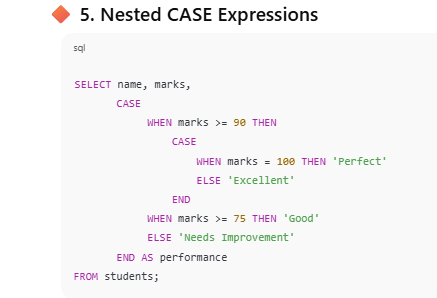 5. Nested CASE Expressions
sql
SELECT name, marks,
CASE
WHEN marks >= 90 THEN
CASE
WHEN marks = 100 THEN 'Perfect'
ELSE 'Excellent'
END
WHEN marks >= 75 THEN 'Good'
ELSE 'Needs Improvement'
END AS performance
FROM students;